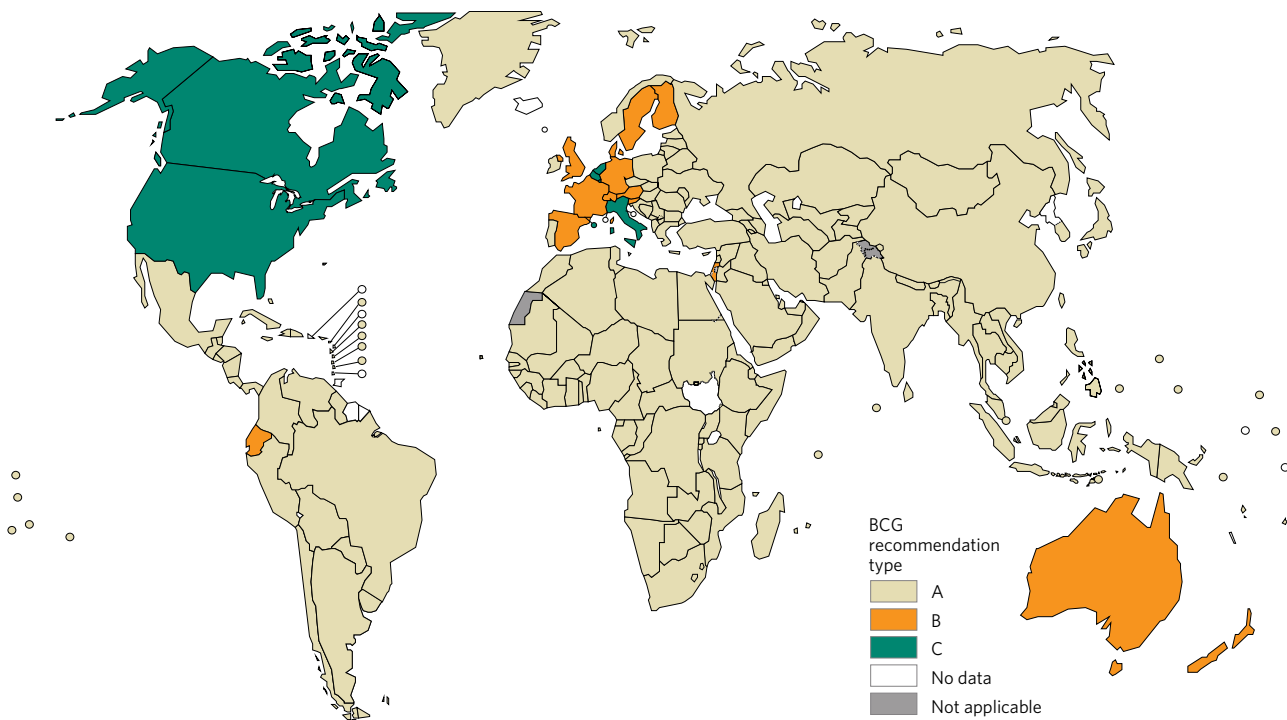 BCG
recommendation
type
A
B
C
No data
Not applicable